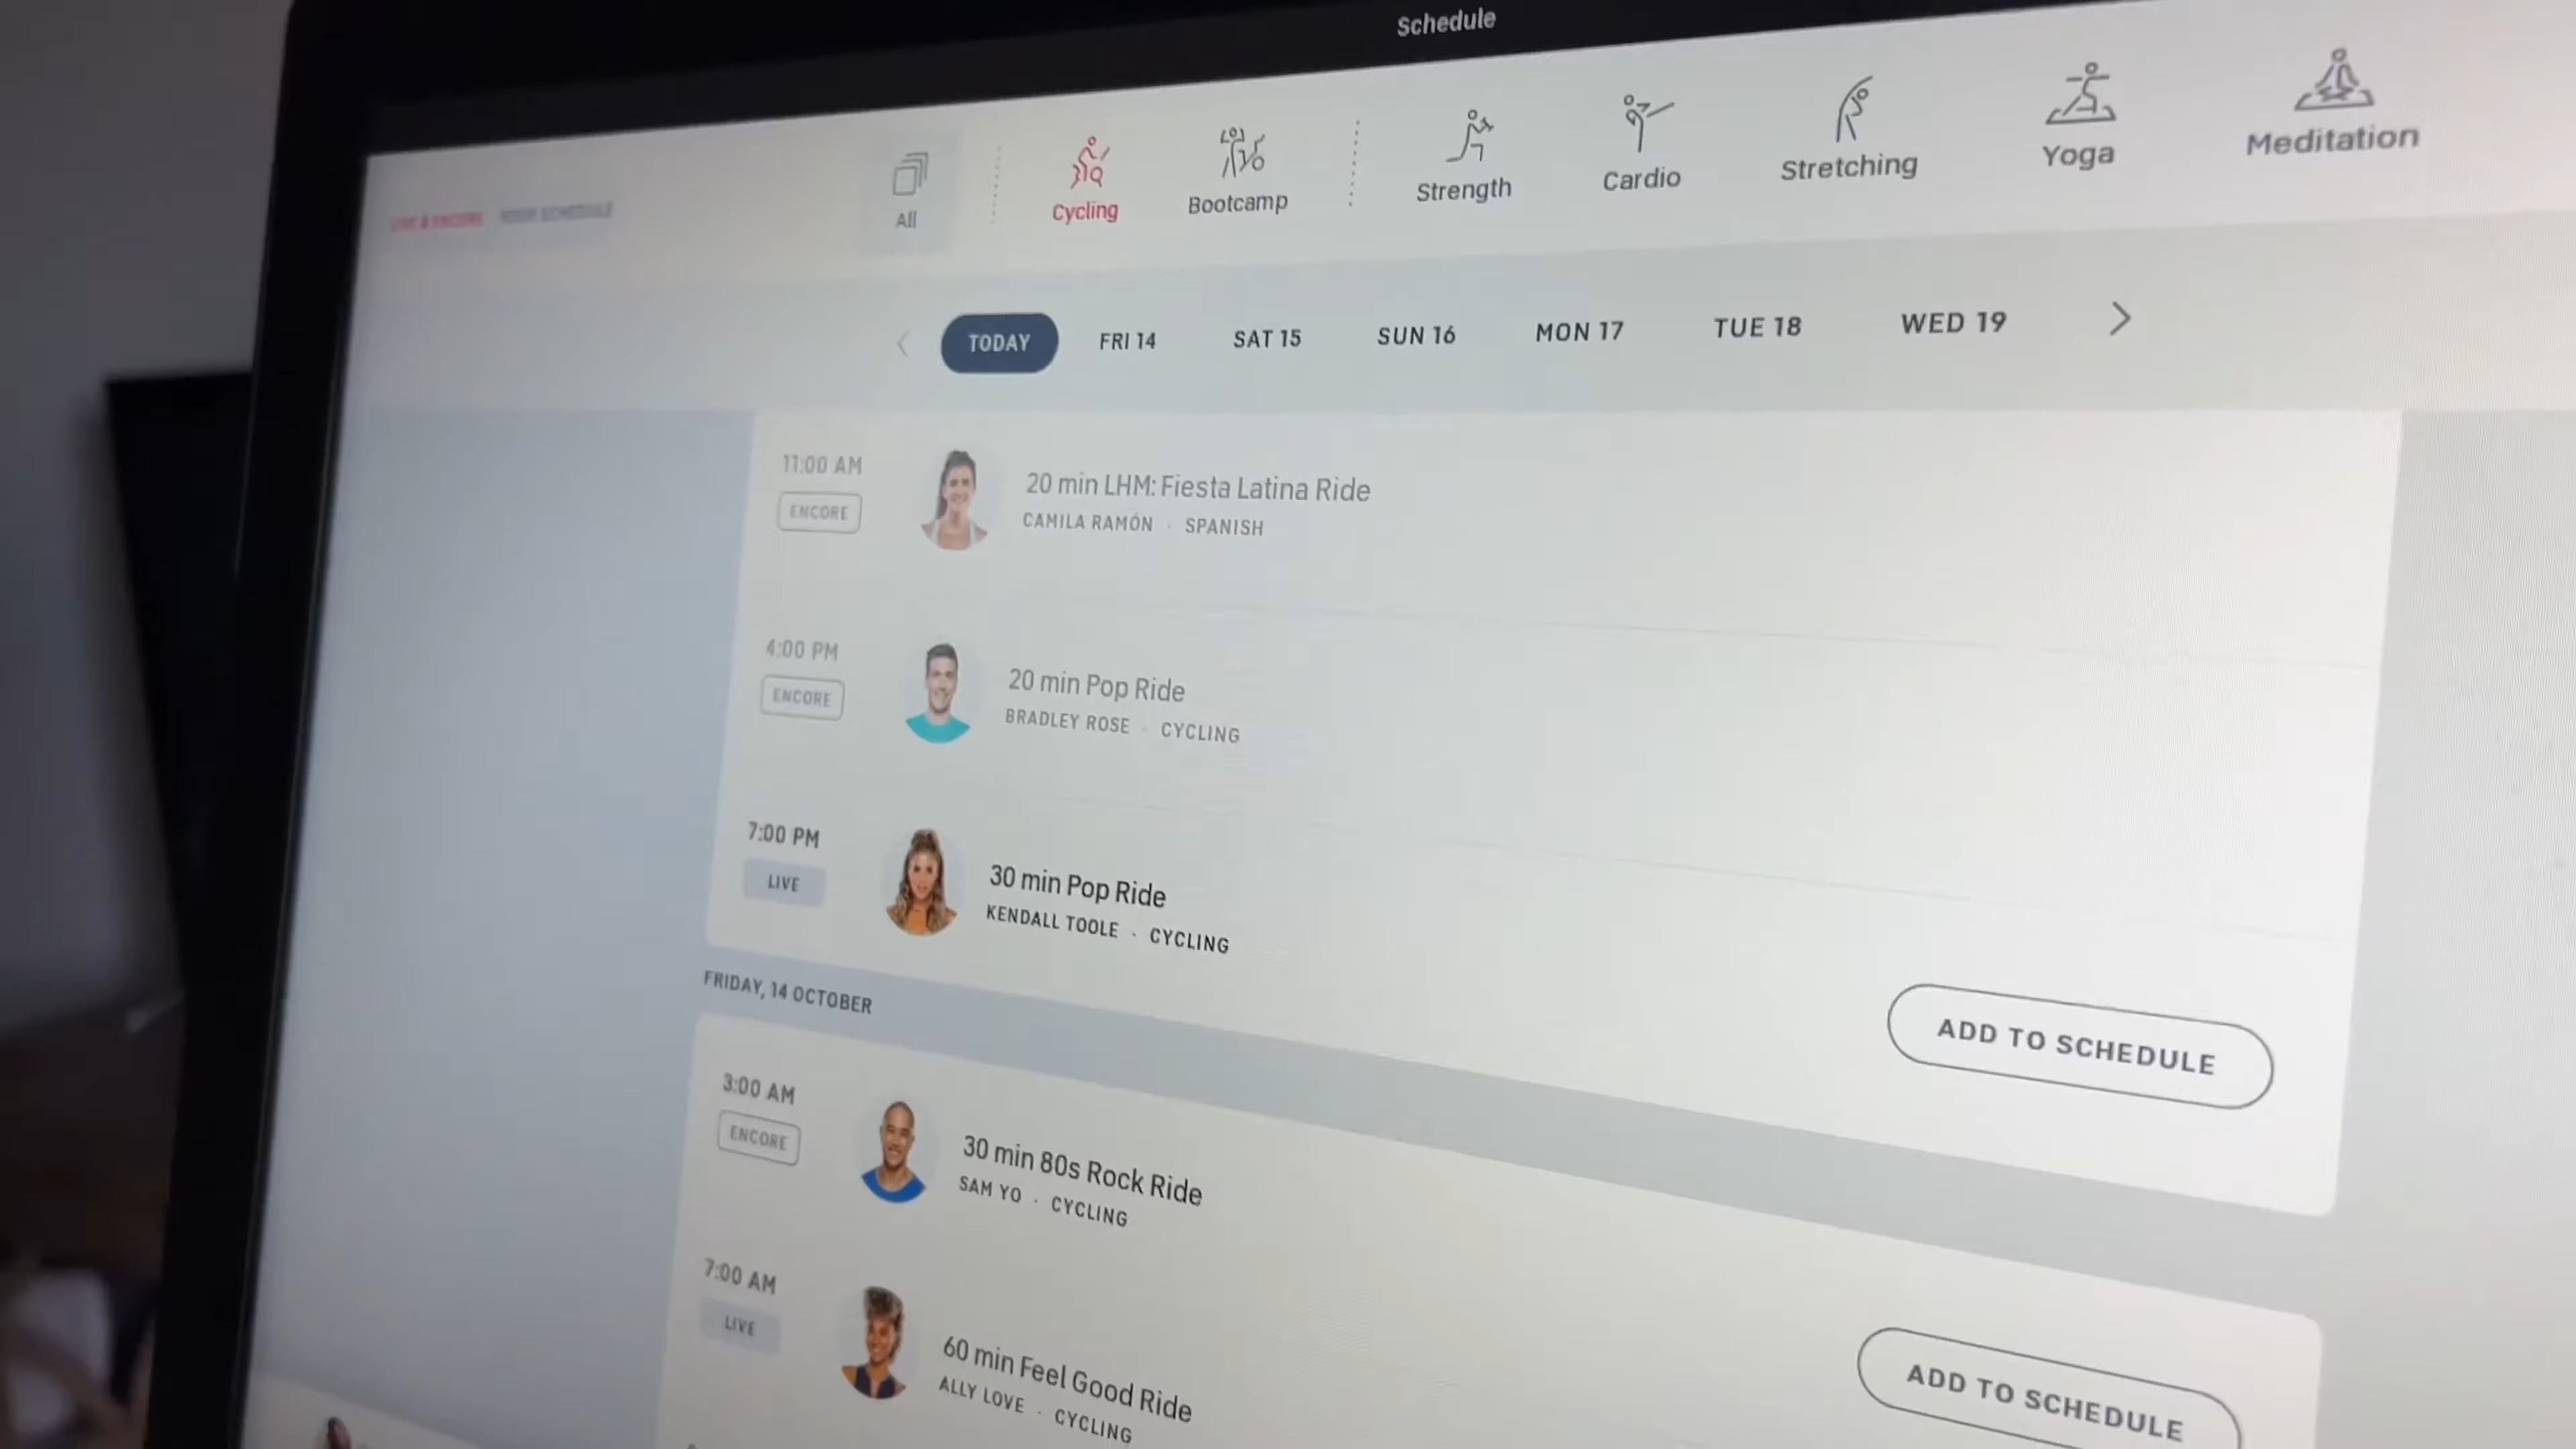 Schedule
LIVE & ENCORE YOUR SCHEDULE
All
Cycling
Bootcamp
Strength
Cardio
Stretching
Yoga
Meditation
TODAY FRI 14 SAT 15 SUN 16 MON 17 TUE 18 WED 19
11:00 AM
ENCORE
20 min LHM: Fiesta Latina Ride
CAMILA RAMÓN · SPANISH
4:00 PM
ENCORE
20 min Pop Ride
BRADLEY ROSE · CYCLING
7:00 PM
LIVE
30 min Pop Ride
KENDALL TOOLE · CYCLING
ADD TO SCHEDULE
FRIDAY, 14 OCTOBER
3:00 AM
ENCORE
30 min 80s Rock Ride
SAM YO · CYCLING
ADD TO SCHEDULE
7:00 AM
LIVE
60 min Feel Good Ride
ALLY LOVE · CYCLING